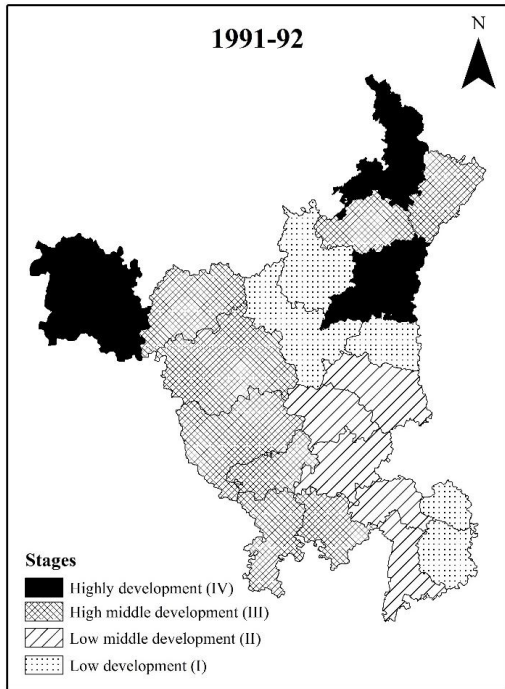 1991-92
N
Stages
Highly development (IV)
High middle development (III)
Low middle development (II)
Low development (I)